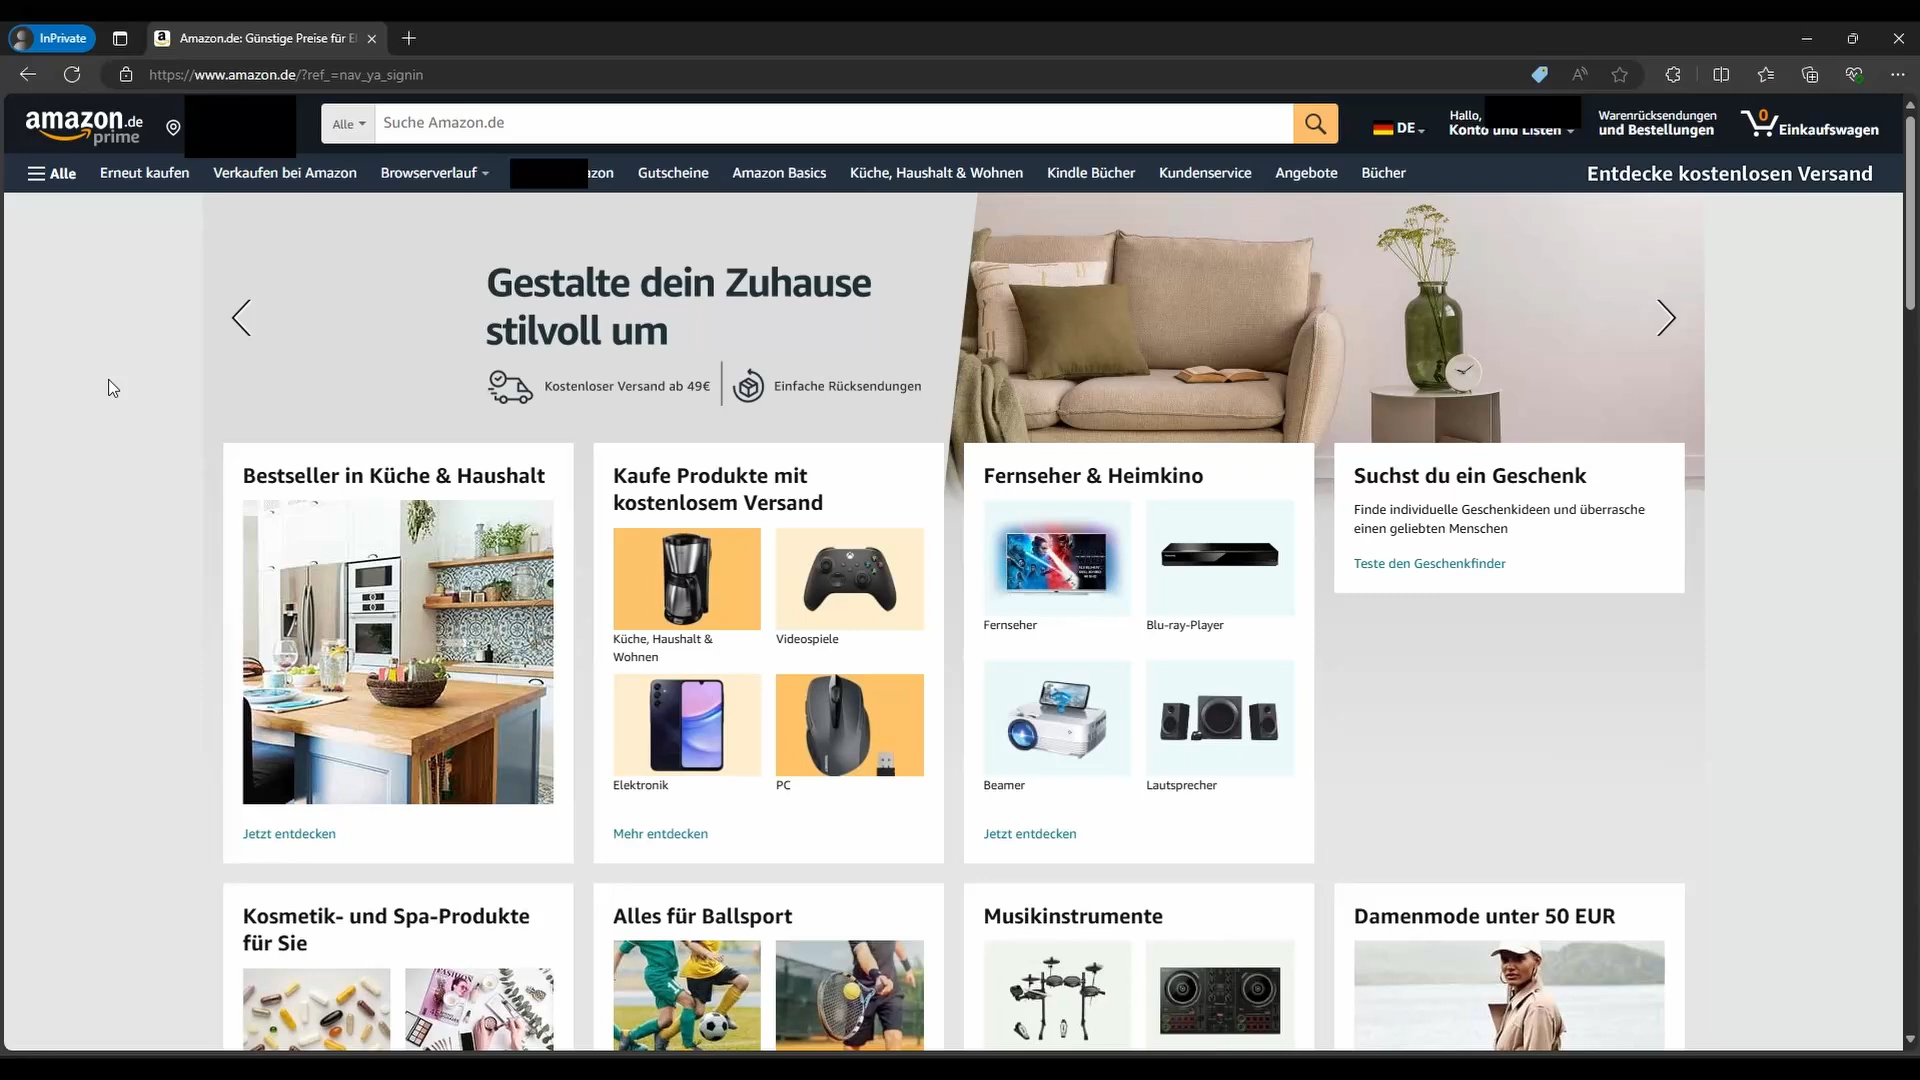 InPrivate
Amazon.de: Günstige Preise für El
https://www.amazon.de/?ref_=nav_ya_signin
amazon.de
prime
Alle
Suche Amazon.de
DE
Hallo,
Konto und Listen
Warenrücksendungen
und Bestellungen
0
Einkaufswagen
Alle
Erneut kaufen
Verkaufen bei Amazon
Browserverlauf
zon
Gutscheine
Amazon Basics
Küche, Haushalt & Wohnen
Kindle Bücher
Kundenservice
Angebote
Bücher
Entdecke kostenlosen Versand
Gestalte dein Zuhause
stilvoll um
Kostenloser Versand ab 49€
Einfache Rücksendungen
Bestseller in Küche & Haushalt
Jetzt entdecken
Kaufe Produkte mit
kostenlosem Versand
Küche, Haushalt &
Wohnen
Videospiele
Elektronik
PC
Mehr entdecken
Fernseher & Heimkino
Fernseher
Blu-ray-Player
Beamer
Lautsprecher
Jetzt entdecken
Suchst du ein Geschenk
Finde individuelle Geschenkideen und überrasche
einen geliebten Menschen
Teste den Geschenkfinder
Kosmetik- und Spa-Produkte
für Sie
FASHION
Alles für Ballsport
Musikinstrumente
Damenmode unter 50 EUR